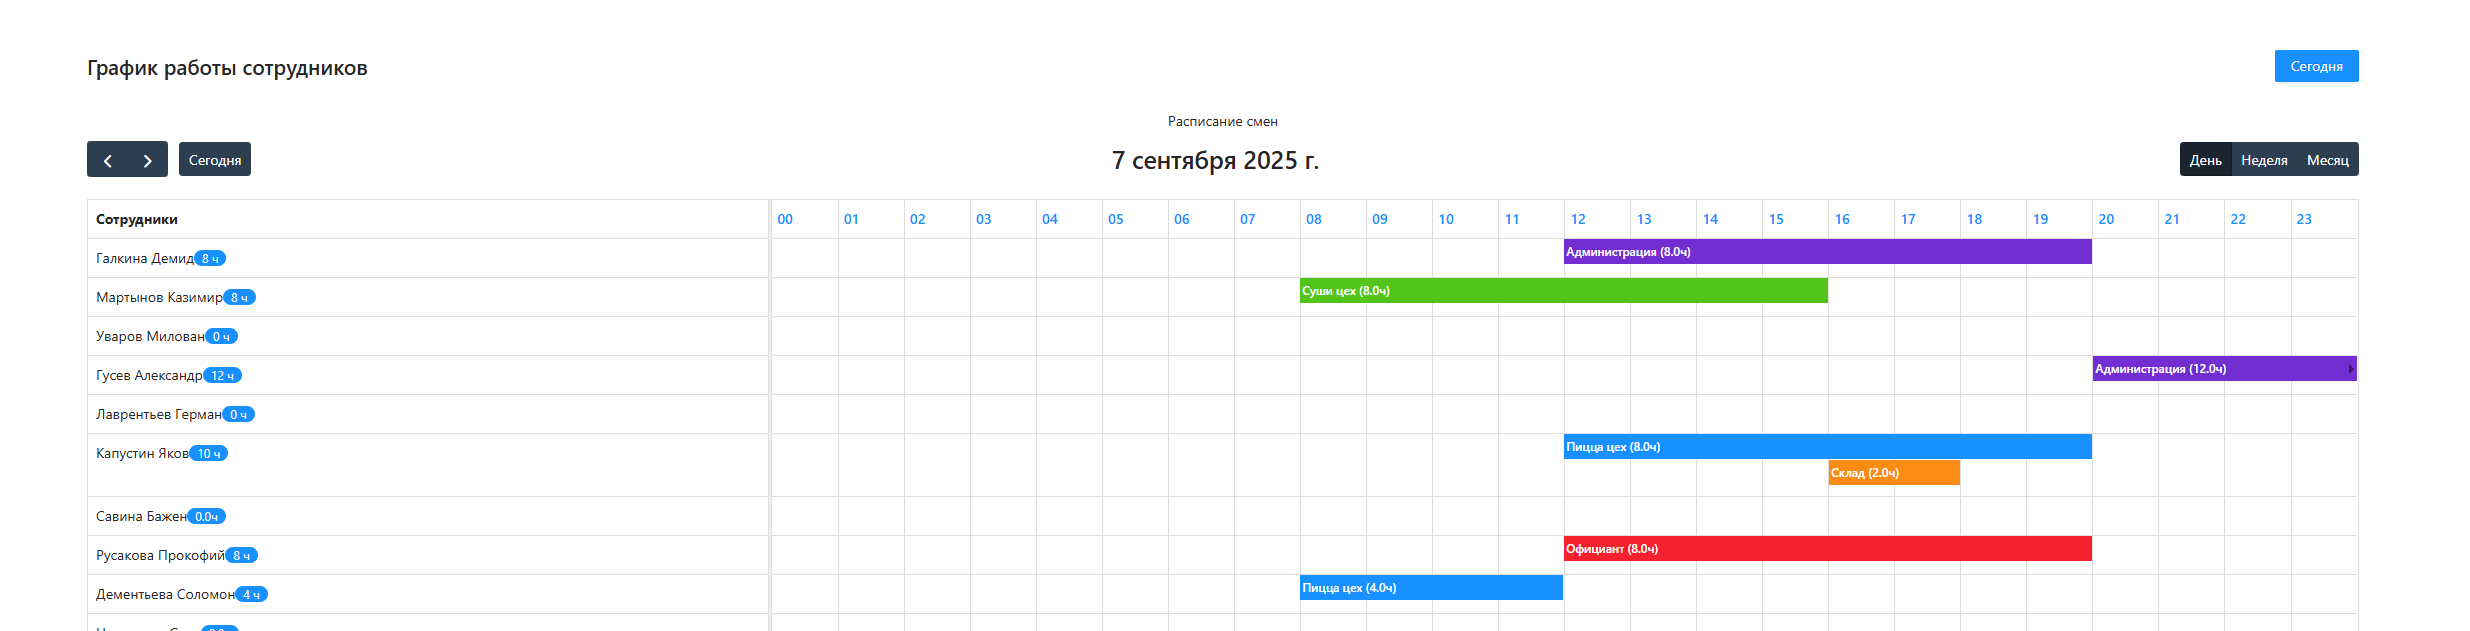 График работы сотрудников
Сегодня
Расписание смен
Сегодня
7 сентября 2025 г.
День Неделя Месяц
Сотрудники 00 01 02 03 04 05 06 07 08 09 10 11 12 13 14 15 16 17 18 19 20 21 22 23
Галкина Демид 8 ч Администрация (8.0ч)
Мартынов Казимир 8 ч Суши цех (8.0ч)
Уваров Милован 0 ч
Гусев Александр 12 ч Администрация (12.0ч)
Лаврентьев Герман 0 ч
Капустин Яков 10 ч Пицца цех (8.0ч)
Склад (2.0ч)
Савина Бажен 0.0ч
Русакова Прокофий 8 ч Официант (8.0ч)
Дементьева Соломон 4 ч Пицца цех (4.0ч)